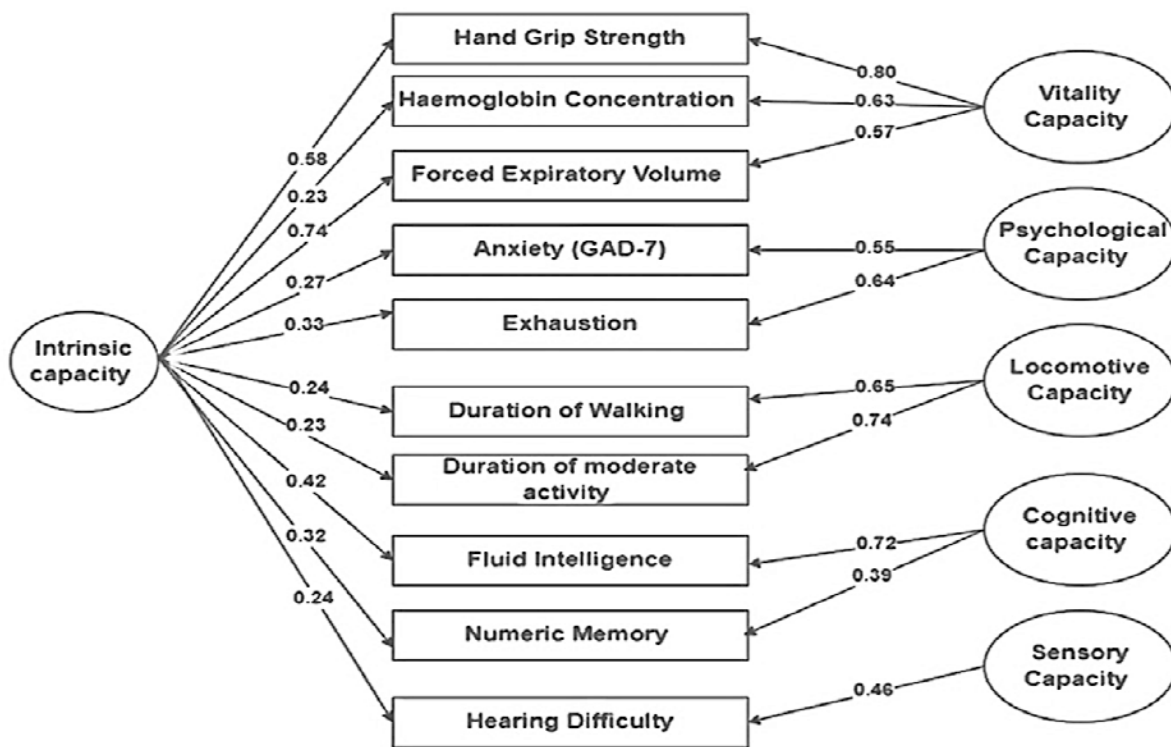 Hand Grip Strength
Haemoglobin Concentration
Forced Expiratory Volume
Anxiety (GAD-7)
Exhaustion
Duration of Walking
Duration of moderate
activity
Fluid Intelligence
Numeric Memory
Hearing Difficulty
Intrinsic
capacity
0.58
0.23
0.74
0.27
0.33
0.24
0.23
0.42
0.32
0.24
0.80
0.63
0.57
0.55
0.64
0.65
0.74
0.72
0.39
0.46
Vitality
Capacity
Psychological
Capacity
Locomotive
Capacity
Cognitive
capacity
Sensory
Capacity